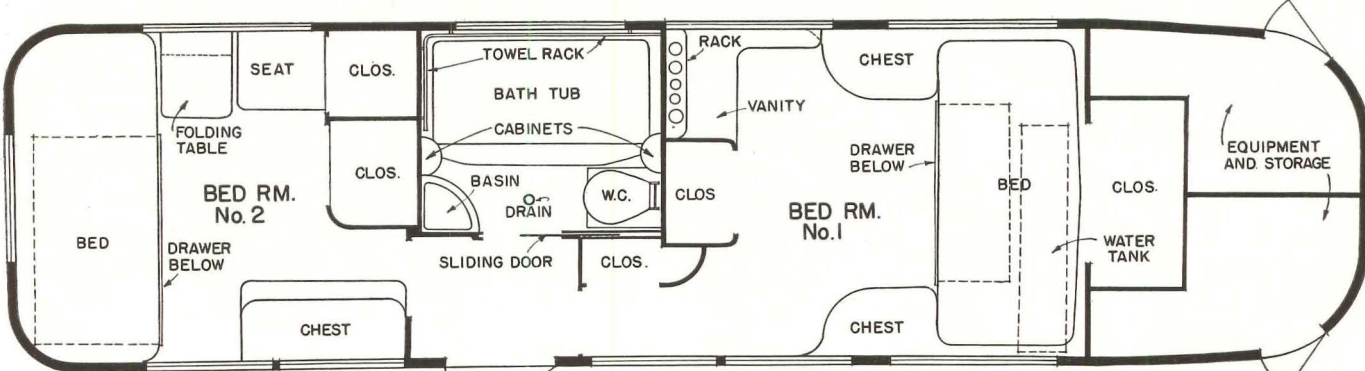 SEAT
CLOS.
FOLDING
TABLE
CLOS.
BED RM.
No. 2
BED
DRAWER
BELOW
CHEST
TOWEL RACK
BATH TUB
CABINETS
BASIN
DRAIN
W.C.
SLIDING DOOR
CLOS.
RACK
VANITY
CLOS
CHEST
DRAWER
BELOW
BED RM.
No. 1
BED
WATER
TANK
CHEST
CLOS.
EQUIPMENT
AND. STORAGE